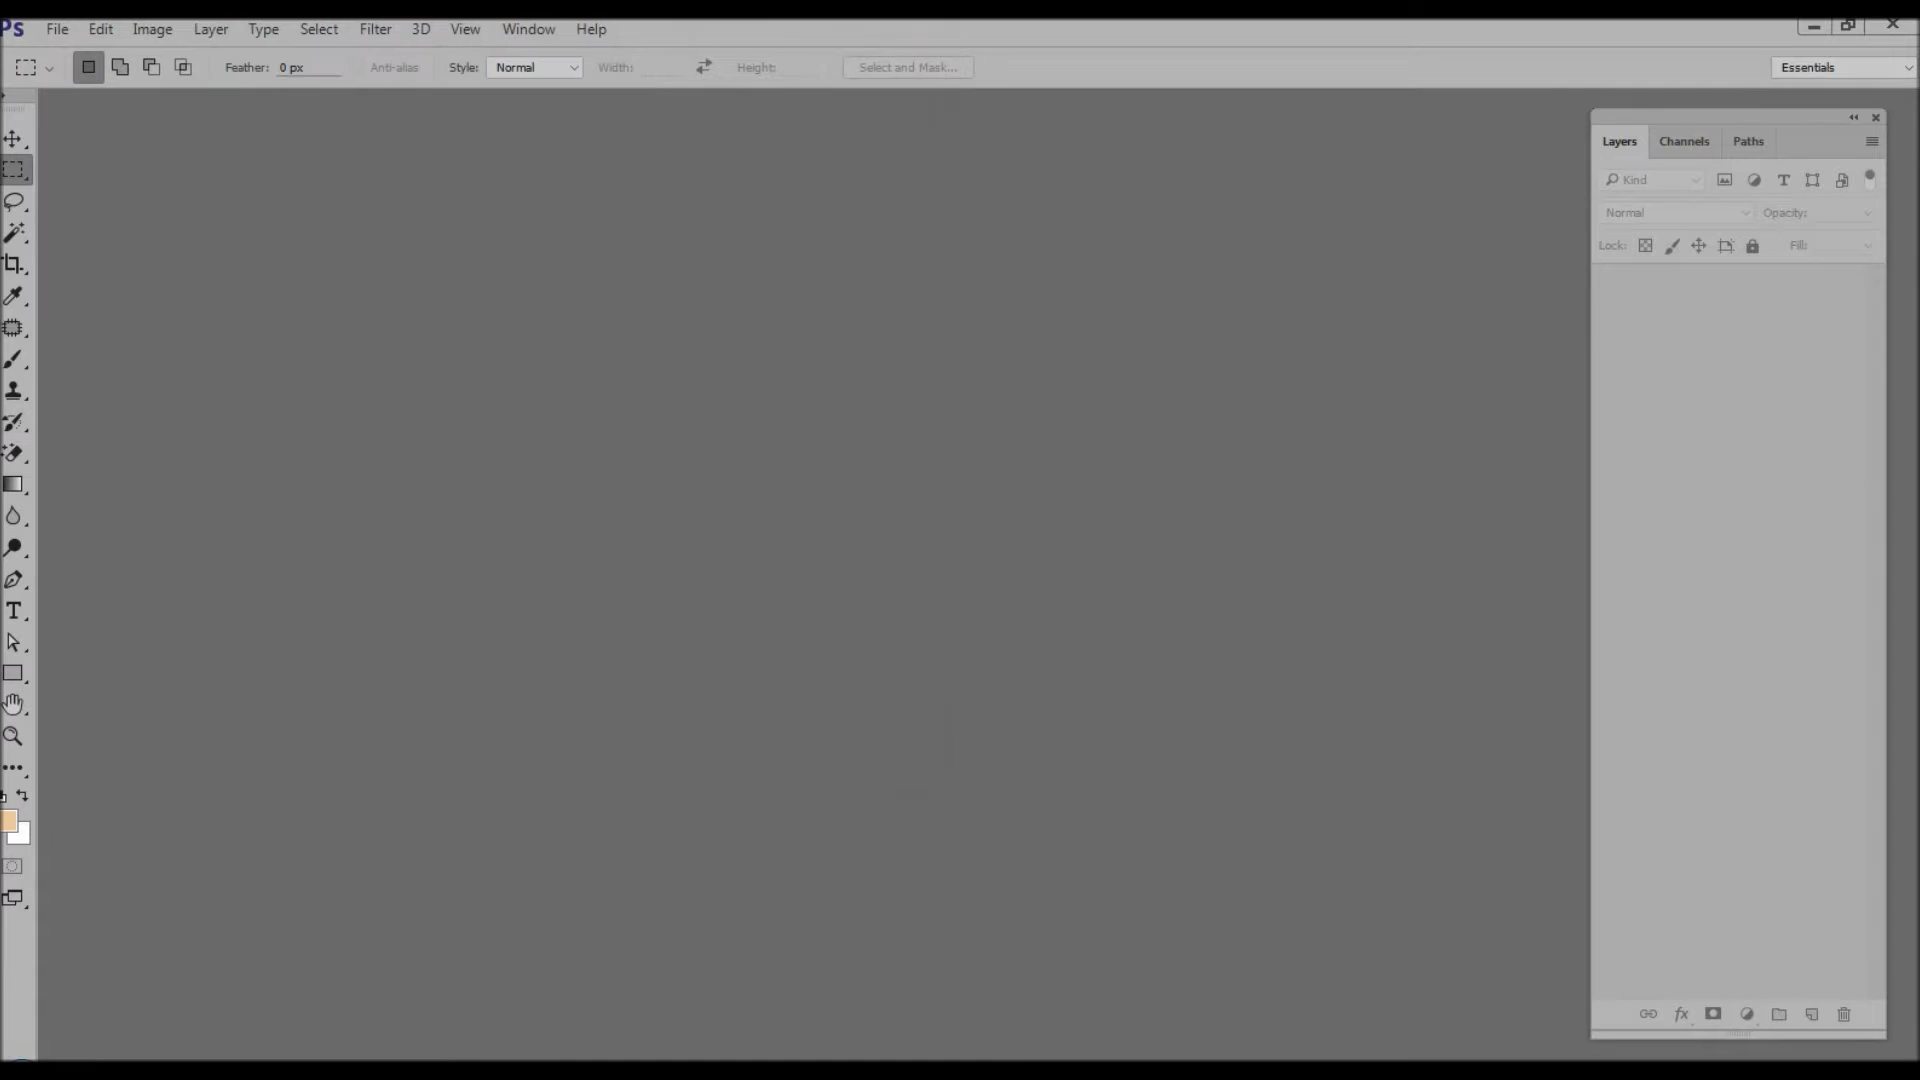 Ps File Edit Image Layer Type Select Filter 3D View Window Help
Feather: 0 px Anti-alias Style: Normal Width: Height: Select and Mask... Essentials
Layers Channels Paths
Kind
Normal Opacity:
Lock: Fill:
fx